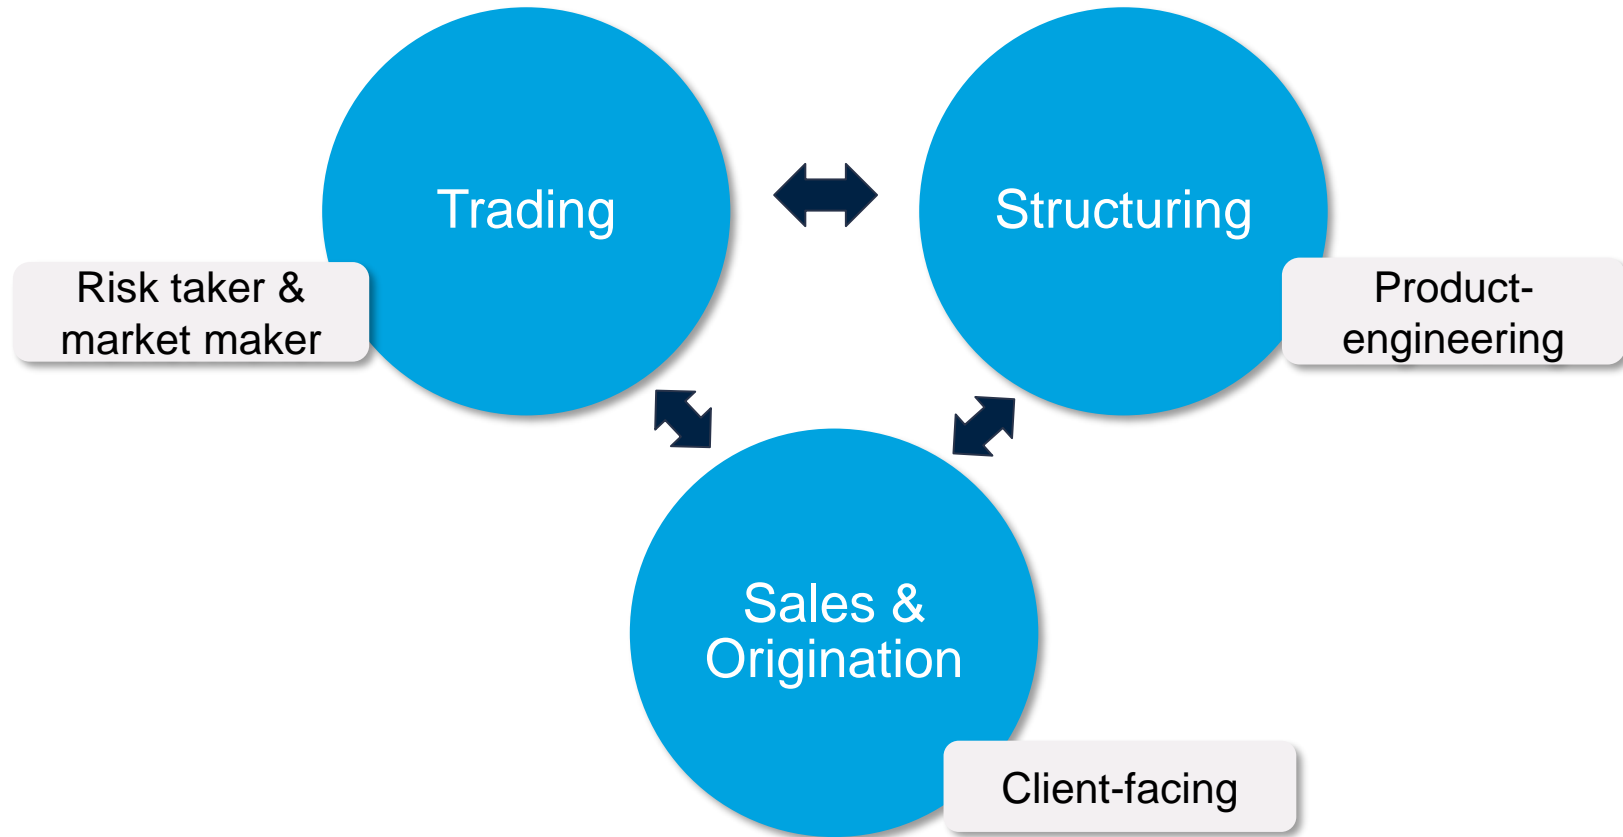 Trading
Structuring
Risk taker &
market maker
Product-
engineering
Sales &
Origination
Client-facing